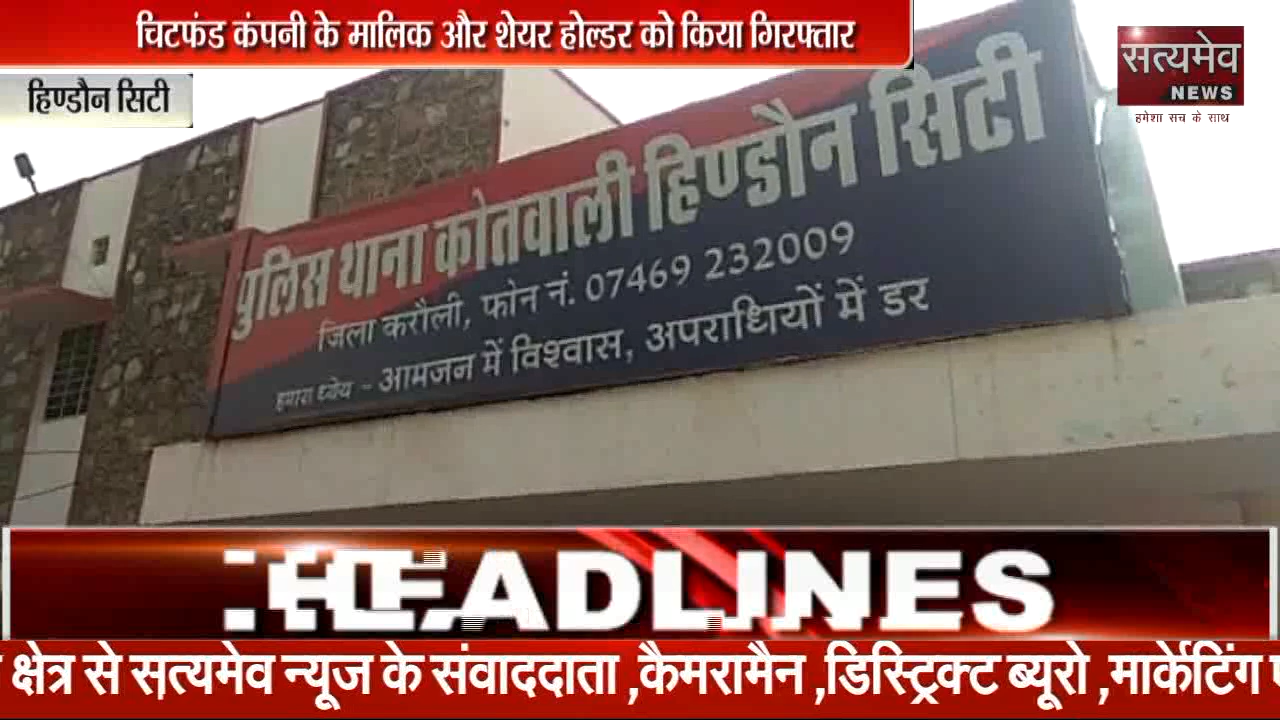 चिटफंड कंपनी के मालिक और शेयर होल्डर को किया गिरफ्तार
हिण्डौन सिटी
सत्यमेव
NEWS
हमेशा सच के साथ
पुलिस थाना कोतवाली हिण्डौन सिटी
जिला करौली, फोन नं. 07469 232009
हमारा ध्येय - आमजन में विश्वास, अपराधियों में डर
HEADLINES
क्षेत्र से सत्यमेव न्यूज के संवाददाता ,कैमरामैन ,डिस्ट्रिक्ट ब्यूरो ,मार्केटिंग